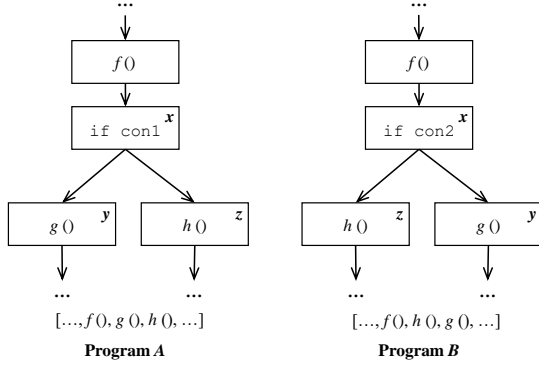 ... ...
f () f ()
x x
if con1 if con2
y z z y
g () h () h () g ()
... ... ... ...
[..., f (), g (), h (), ...] [..., f (), h (), g (), ...]
Program A Program B